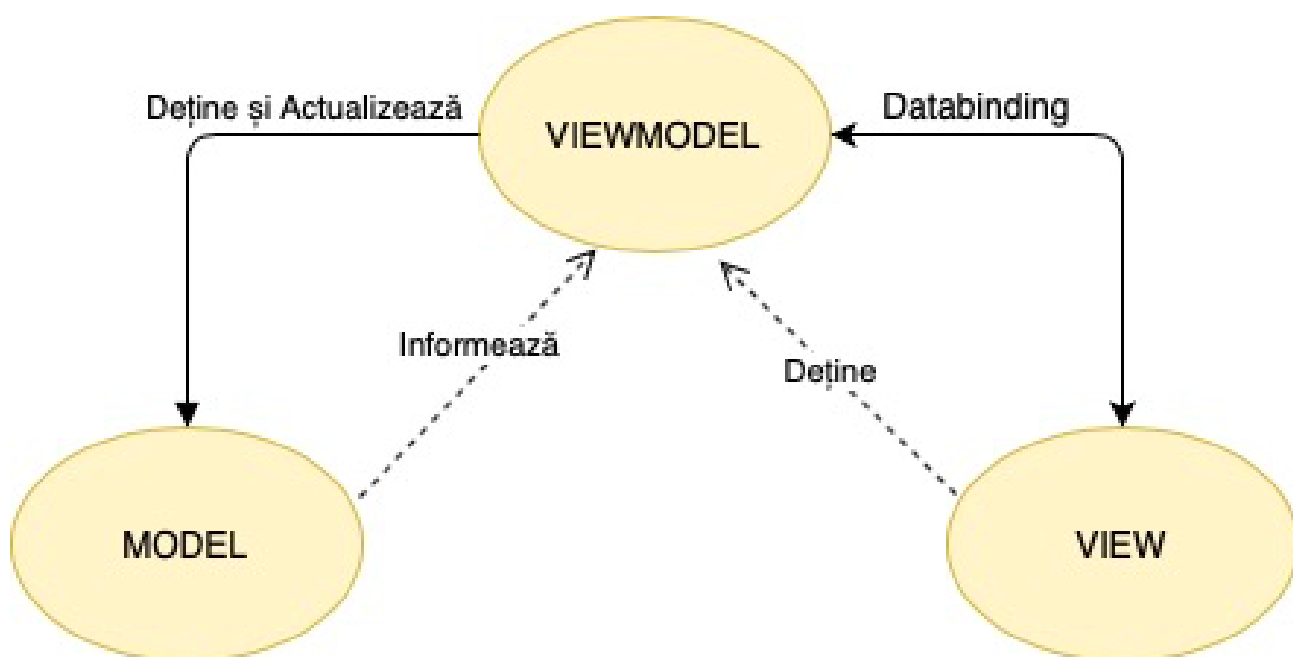 Deține și Actualizează
Databinding
VIEWMODEL
Informează
Deține
MODEL
VIEW